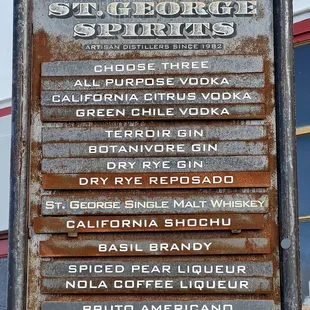 ST. GEORGE
SPIRITS
ARTISAN DISTILLERS SINCE 1982
CHOOSE THREE
ALL PURPOSE VODKA
CALIFORNIA CITRUS VODKA
GREEN CHILE VODKA
TERROIR GIN
BOTANIVORE GIN
DRY RYE GIN
DRY RYE REPOSADO
ST. GEORGE SINGLE MALT WHISKEY
CALIFORNIA SHOCHU
BASIL BRANDY
SPICED PEAR LIQUEUR
NOLA COFFEE LIQUEUR
BRUTO AMERICANO